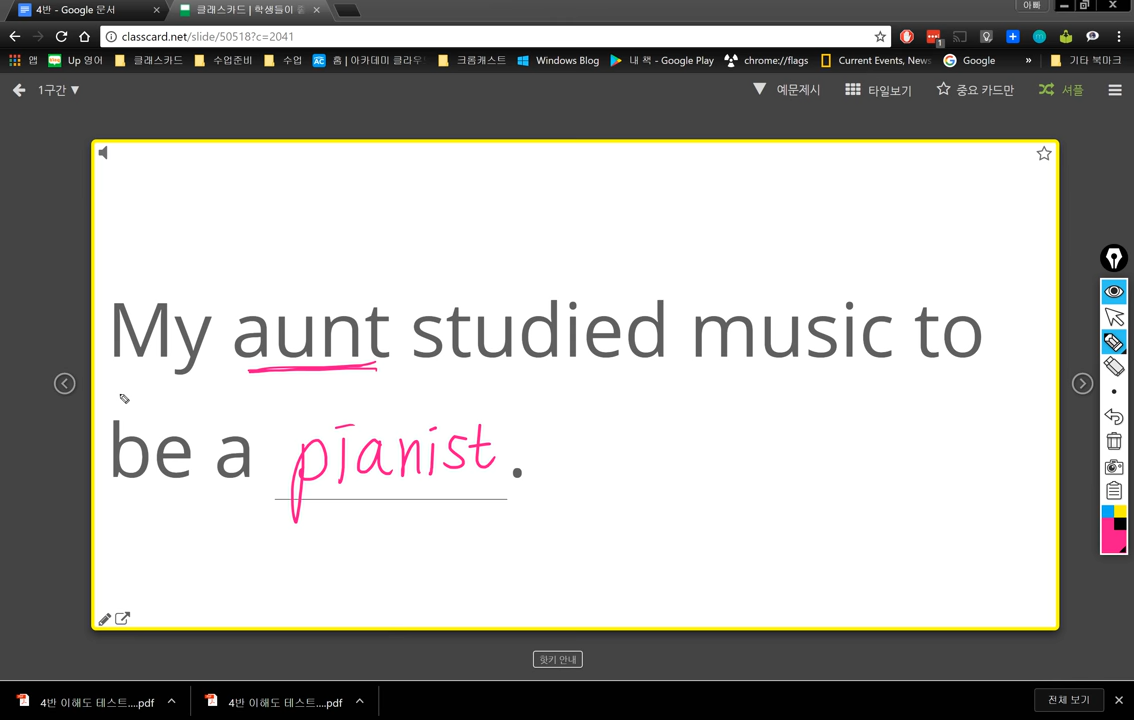 4반 - Google 문서
클래스카드 | 학생들이 즐
아빠
classcard.net/slide/50518?c=2041
1
앱 Up 영어 클래스카드 수업준비 수업 AC 홈 | 아카데미 클라우 크롬캐스트 Windows Blog 내 책 - Google Play chrome://flags Current Events, News Google » 기타 북마크
1구간 ▼ ▼ 예문제시 타일보기 중요 카드만 셔플
My aunt studied music to
be a pianist.
핫키 안내
4반 이해도 테스트....pdf 4반 이해도 테스트....pdf 전체 보기